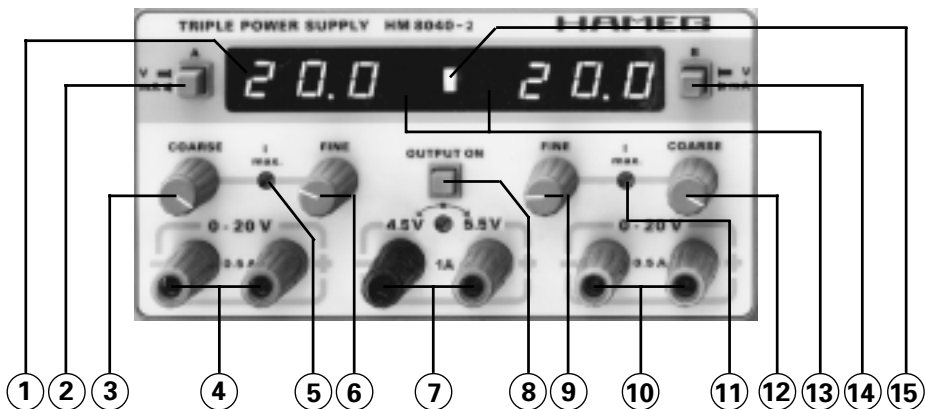 TRIPLE POWER SUPPLY HM 8040-2 HAMEG
A B
V mA 20.0 20.0 V mA
COARSE I max. FINE OUTPUT ON FINE I max. COARSE
0 - 20 V 4.5V 5.5V 0 - 20 V
0.5 A 1A 0.5 A
1 2 3 4 5 6 7 8 9 10 11 12 13 14 15